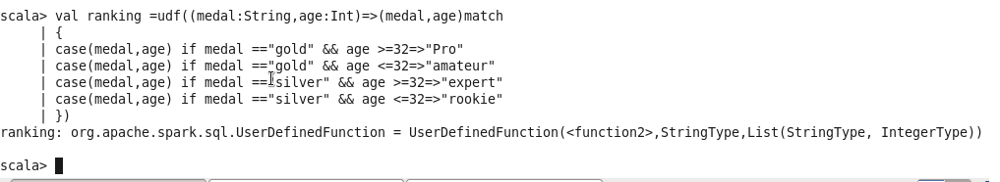 scala> val ranking =udf((medal:String,age:Int)=>(medal,age)match
| {
| case(medal,age) if medal =="gold" && age >=32=>"Pro"
| case(medal,age) if medal =="gold" && age <=32=>"amateur"
| case(medal,age) if medal =="silver" && age >=32=>"expert"
| case(medal,age) if medal =="silver" && age <=32=>"rookie"
| })
ranking: org.apache.spark.sql.UserDefinedFunction = UserDefinedFunction(<function2>,StringType,List(StringType, IntegerType))
scala>